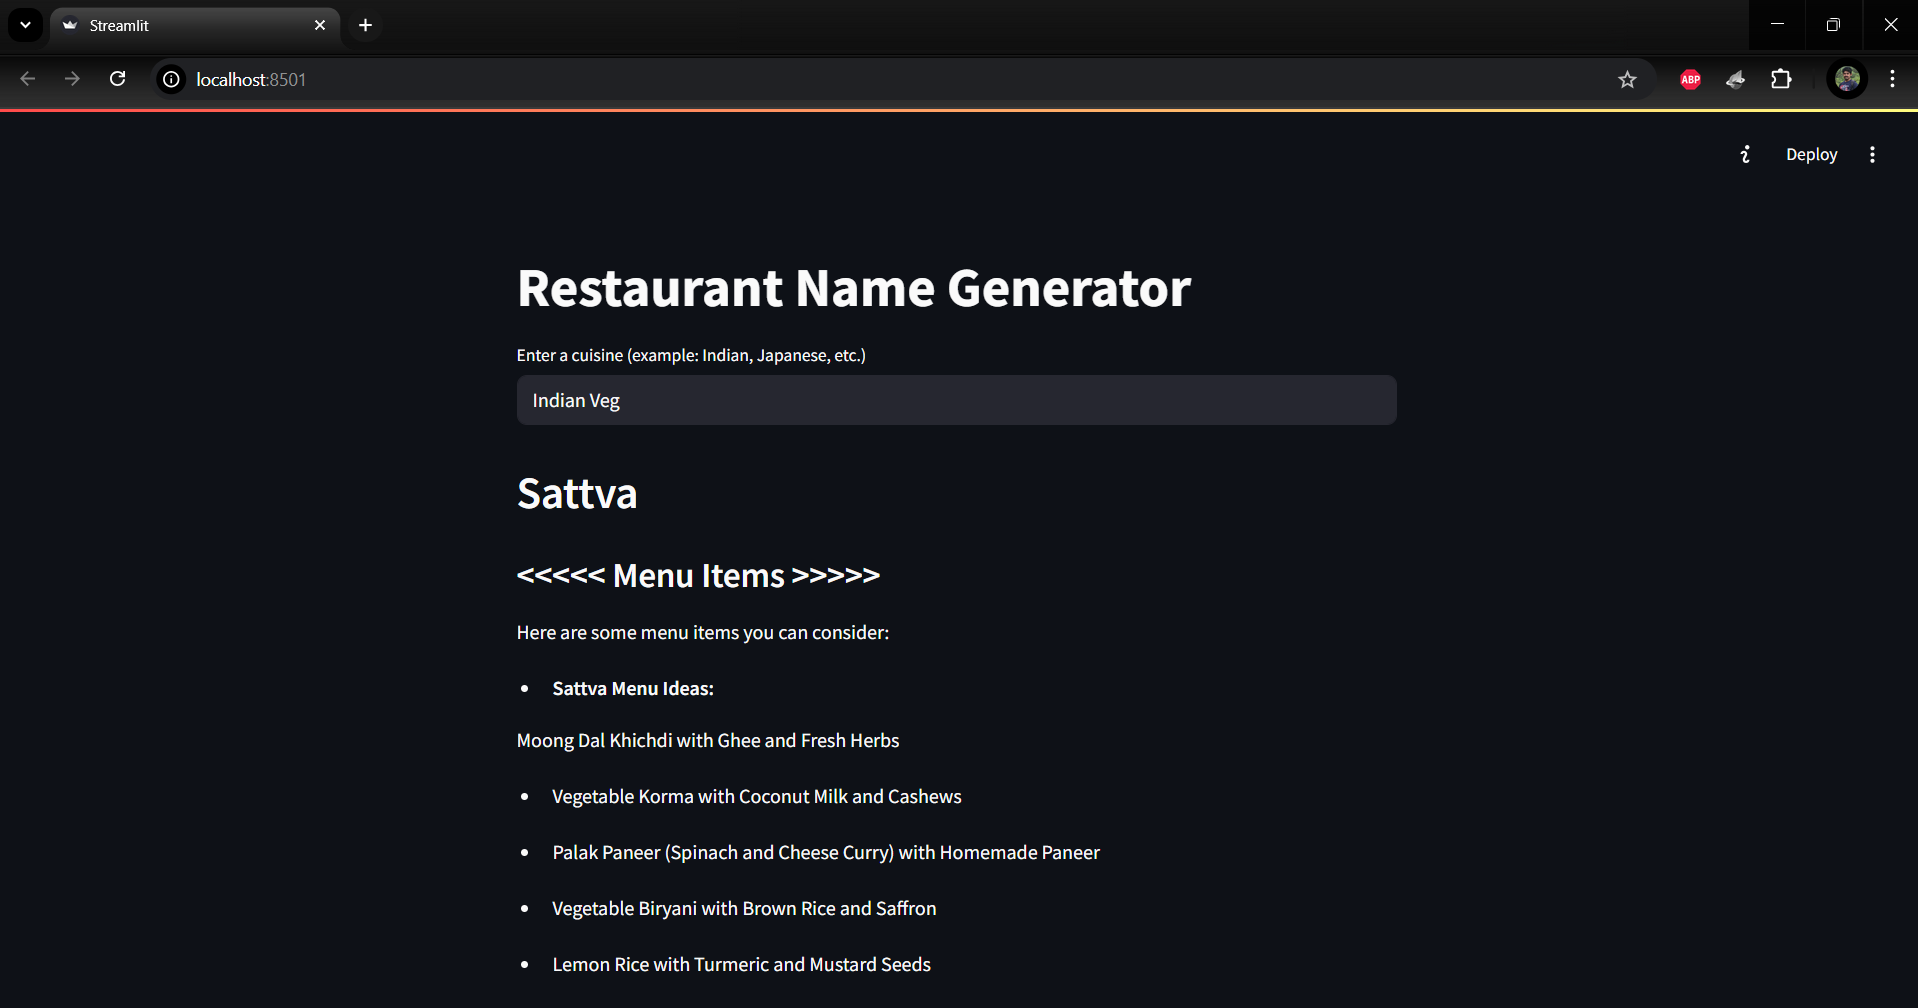 Streamlit
localhost:8501
ABP
Deploy
Restaurant Name Generator
Enter a cuisine (example: Indian, Japanese, etc.)
Indian Veg
Sattva
<<<<< Menu Items >>>>>
Here are some menu items you can consider:
• Sattva Menu Ideas:
Moong Dal Khichdi with Ghee and Fresh Herbs
• Vegetable Korma with Coconut Milk and Cashews
• Palak Paneer (Spinach and Cheese Curry) with Homemade Paneer
• Vegetable Biryani with Brown Rice and Saffron
• Lemon Rice with Turmeric and Mustard Seeds